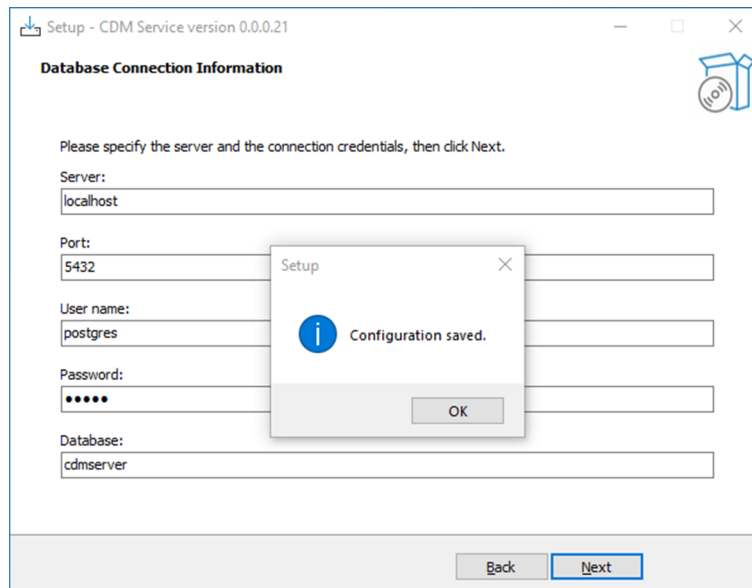 Setup - CDM Service version 0.0.0.21
Database Connection Information
Please specify the server and the connection credentials, then click Next.
Server:
localhost
Port:
5432
User name:
postgres
Password:
●●●●●
Database:
cdmserver
Setup
Configuration saved.
OK
Back
Next